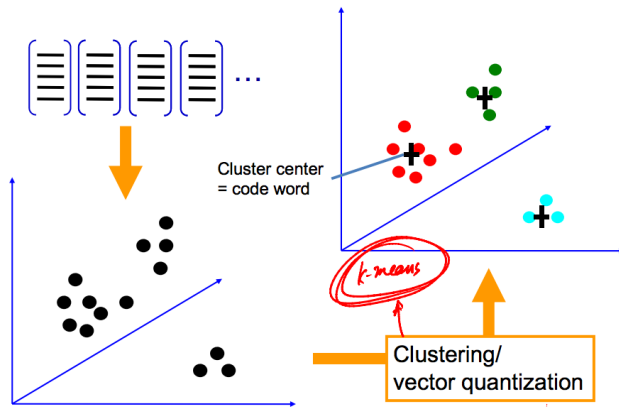 ...
Cluster center
= code word
k-means
Clustering/
vector quantization